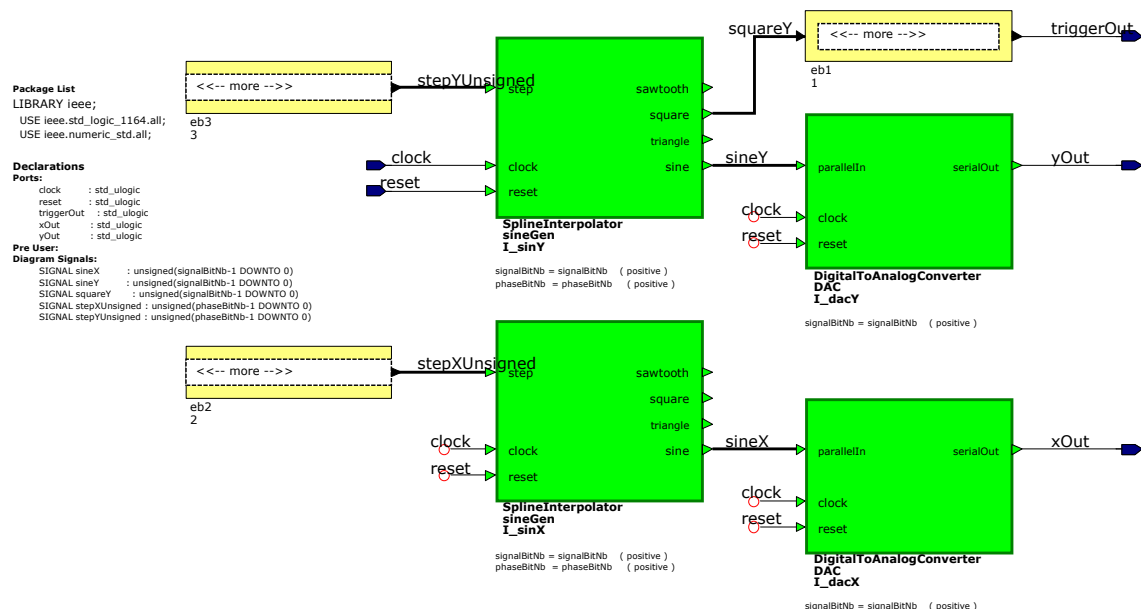 Package List
LIBRARY ieee;
USE ieee.std_logic_1164.all;
USE ieee.numeric_std.all;
Declarations
Ports:
clock : std_ulogic
reset : std_ulogic
triggerOut : std_ulogic
xOut : std_ulogic
yOut : std_ulogic
Pre User:
Diagram Signals:
SIGNAL sineX : unsigned(signalBitNb-1 DOWNTO 0)
SIGNAL sineY : unsigned(signalBitNb-1 DOWNTO 0)
SIGNAL squareY : unsigned(signalBitNb-1 DOWNTO 0)
SIGNAL stepXUnsigned : unsigned(phaseBitNb-1 DOWNTO 0)
SIGNAL stepYUnsigned : unsigned(phaseBitNb-1 DOWNTO 0)
<<-- more -->>
eb3
3
stepYUnsigned
clock
reset
step
clock
reset
sawtooth
square
triangle
sine
SplineInterpolator
sineGen
I_sinY
signalBitNb = signalBitNb ( positive )
phaseBitNb = phaseBitNb ( positive )
squareY
<<-- more -->>
eb1
1
triggerOut
sineY
clock
reset
parallelIn
clock
reset
serialOut
yOut
DigitalToAnalogConverter
DAC
I_dacY
signalBitNb = signalBitNb ( positive )
<<-- more -->>
eb2
2
stepXUnsigned
clock
reset
step
clock
reset
sawtooth
square
triangle
sine
SplineInterpolator
sineGen
I_sinX
signalBitNb = signalBitNb ( positive )
phaseBitNb = phaseBitNb ( positive )
sineX
clock
reset
parallelIn
clock
reset
serialOut
xOut
DigitalToAnalogConverter
DAC
I_dacX
signalBitNb = signalBitNb ( positive )